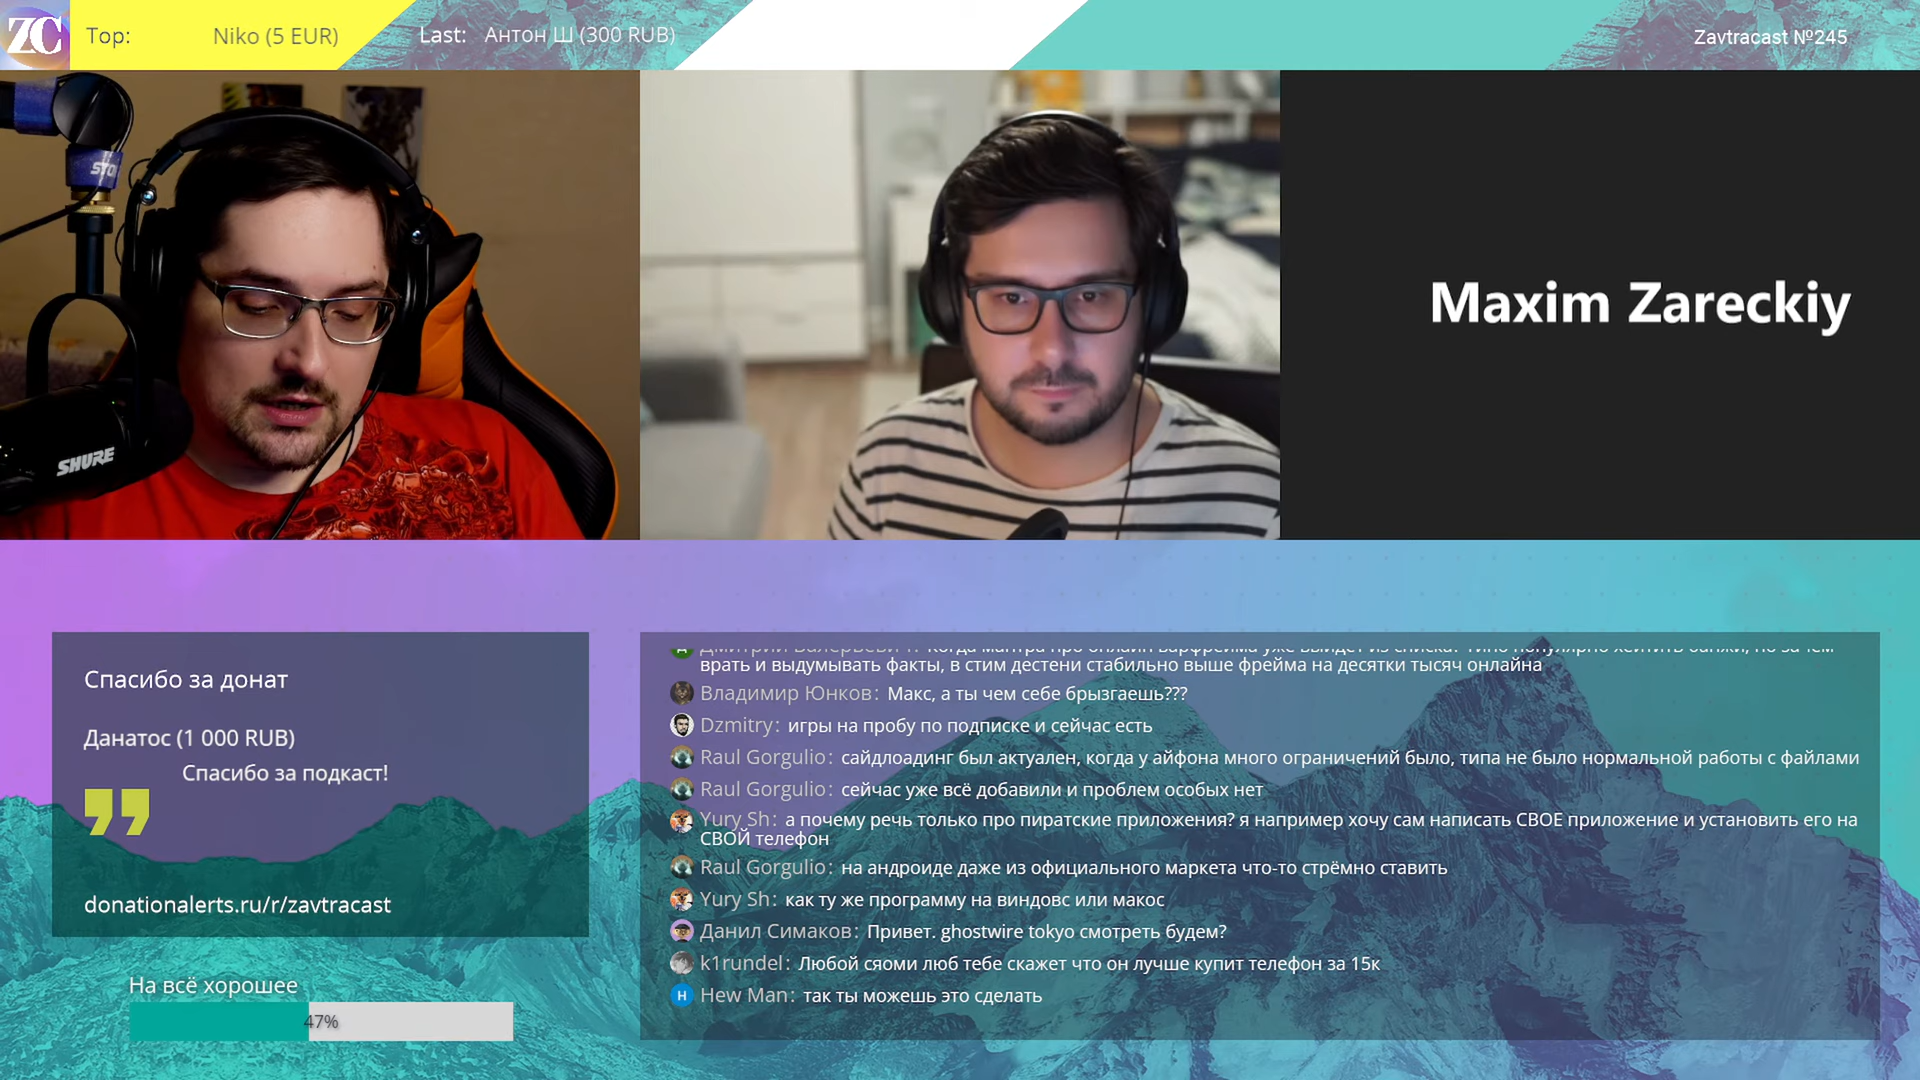 ZC
Top: Niko (5 EUR)
Last: Антон Ш (300 RUB)
Zavtracast №245
STO
SHURE
Maxim Zareckiy
Спасибо за донат
Данатос (1 000 RUB)
Спасибо за подкаст!
donationalerts.ru/r/zavtracast
На всё хорошее
47%
врать и выдумывать факты, в стим дестени стабильно выше фрейма на десятки тысяч онлайна
Владимир Юнков: Макс, а ты чем себе брызгаешь???
Dzmitry: игры на пробу по подписке и сейчас есть
Raul Gorgulio: сайдлоадинг был актуален, когда у айфона много ограничений было, типа не было нормальной работы с файлами
Raul Gorgulio: сейчас уже всё добавили и проблем особых нет
Yury Sh: а почему речь только про пиратские приложения? я например хочу сам написать СВОЕ приложение и установить его на
СВОЙ телефон
Raul Gorgulio: на андроиде даже из официального маркета что-то стрёмно ставить
Yury Sh: как ту же программу на виндовс или макос
Данил Симаков: Привет. ghostwire tokyo смотреть будем?
k1rundel: Любой сяоми люб тебе скажет что он лучше купит телефон за 15к
H
Hew Man: так ты можешь это сделать